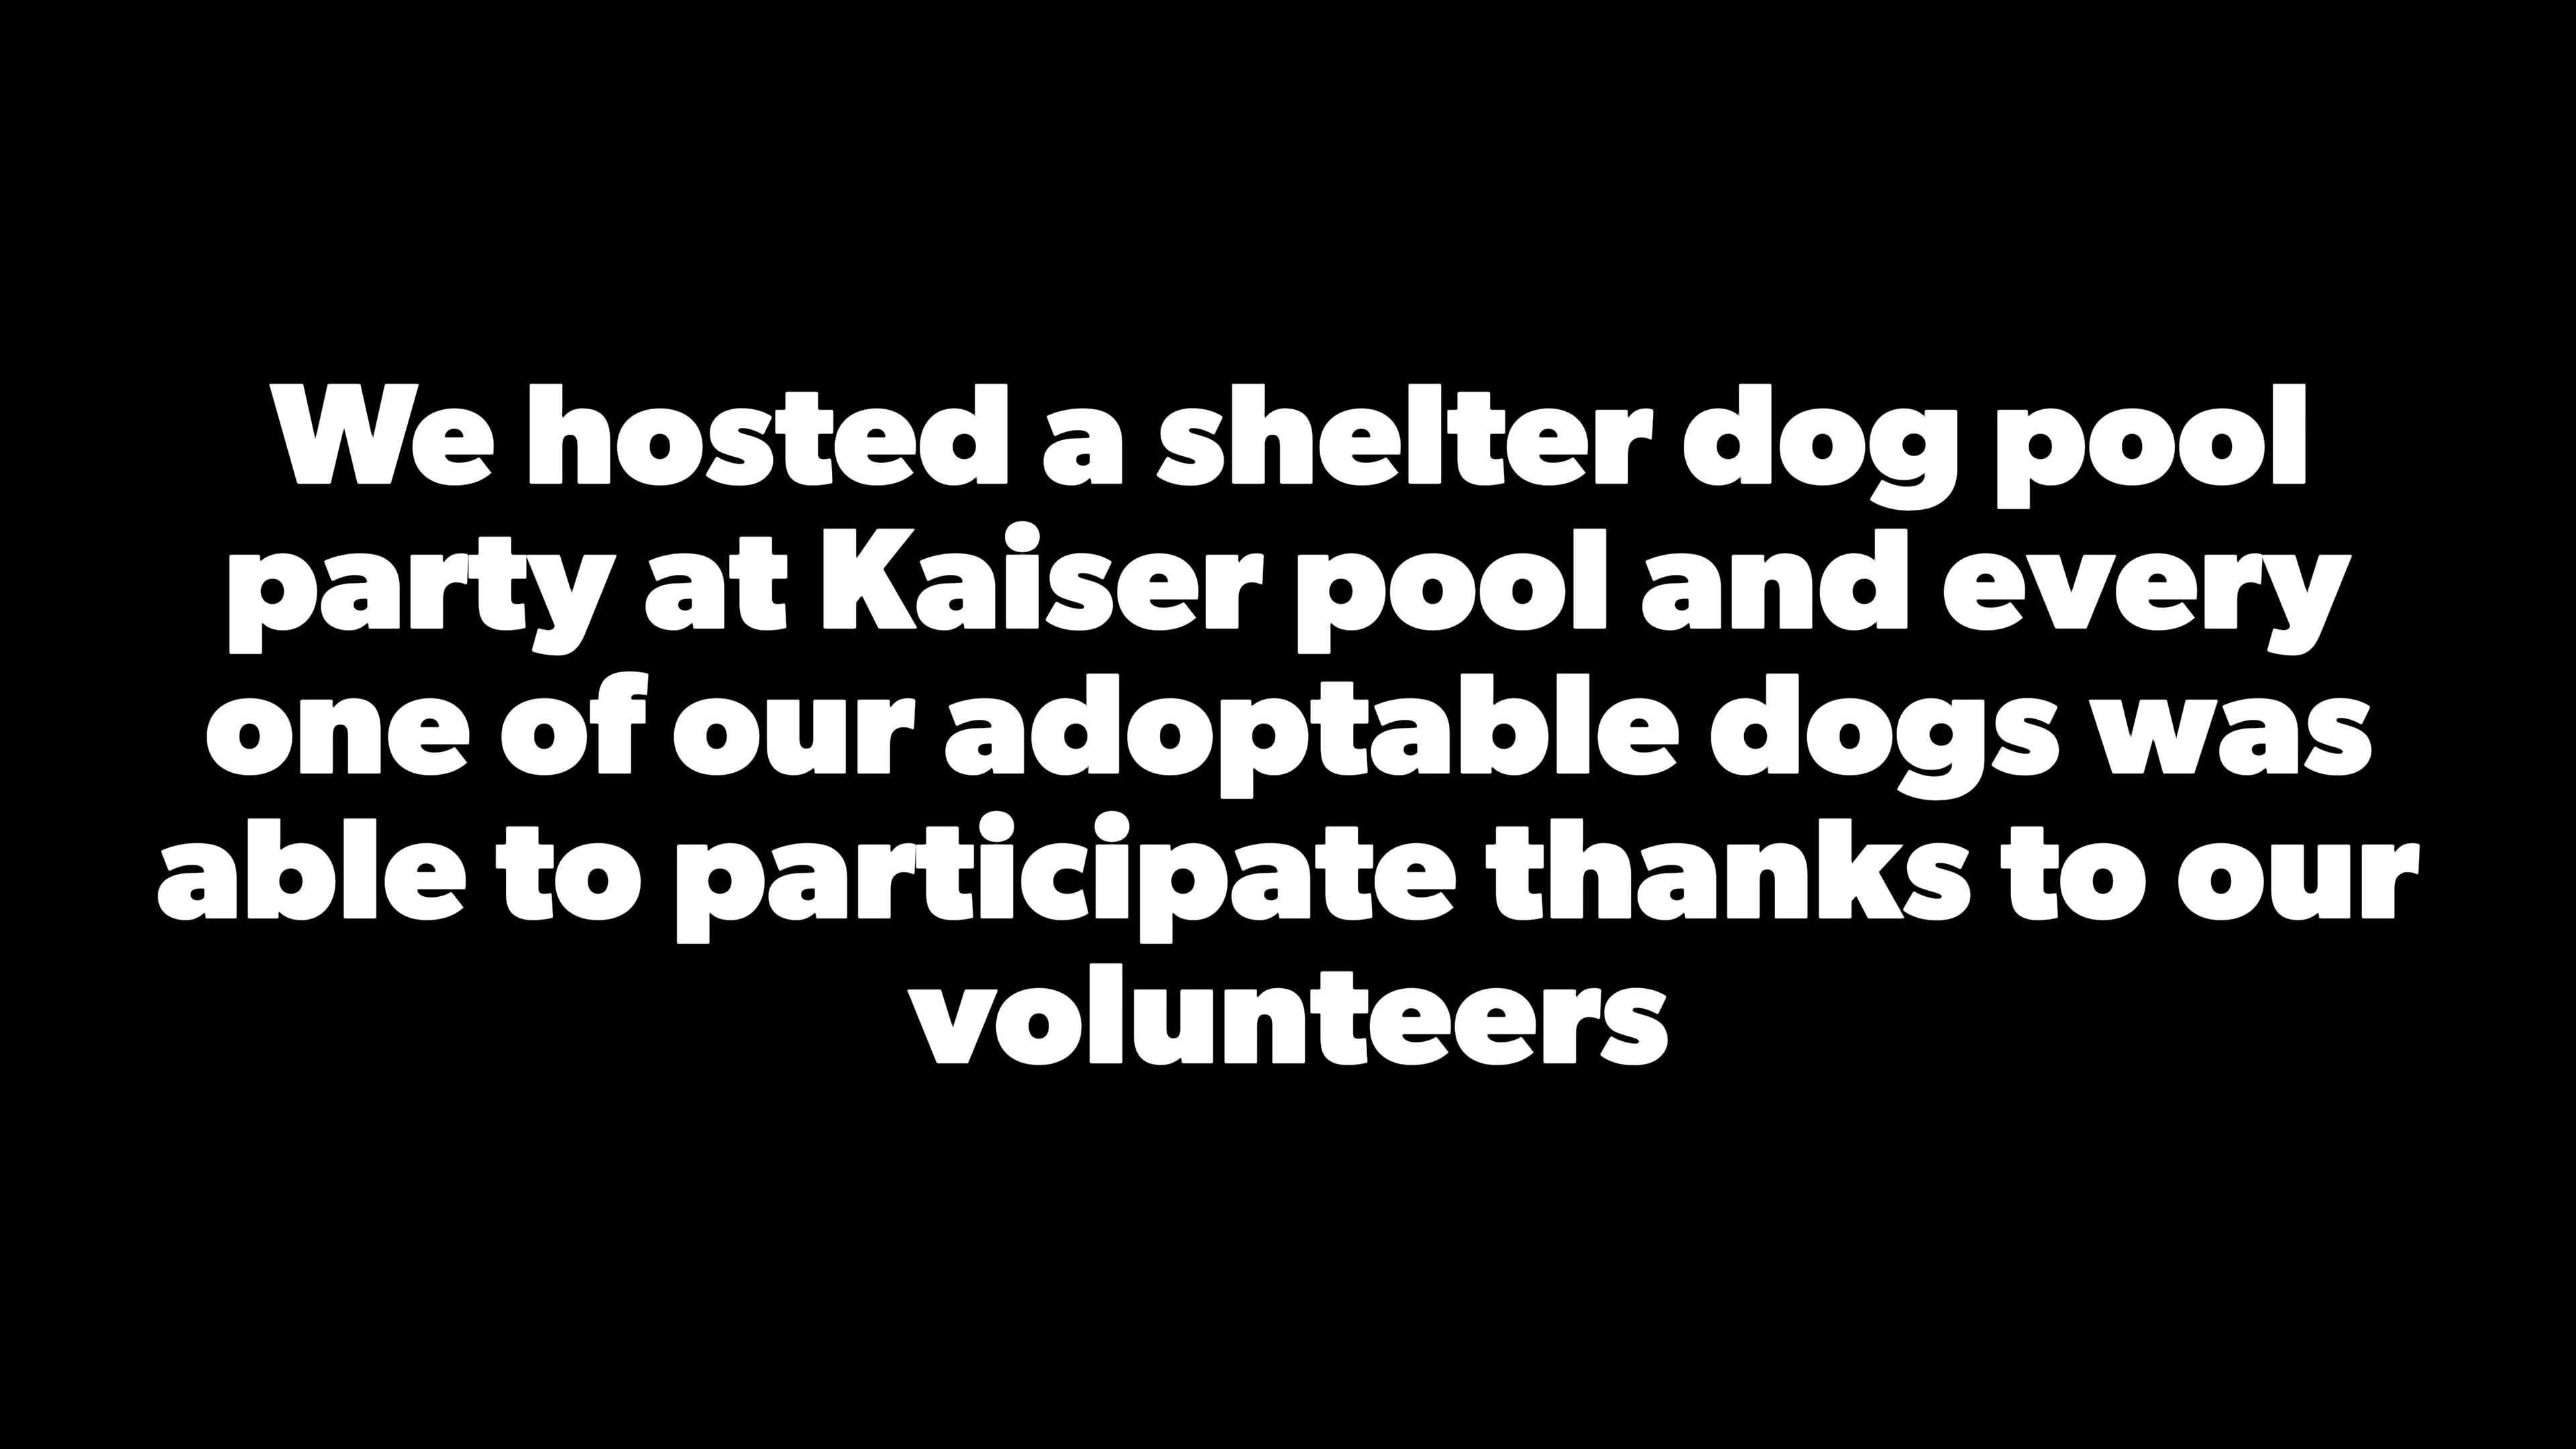 We hosted a shelter dog pool
party at Kaiser pool and every
one of our adoptable dogs was
able to participate thanks to our
volunteers